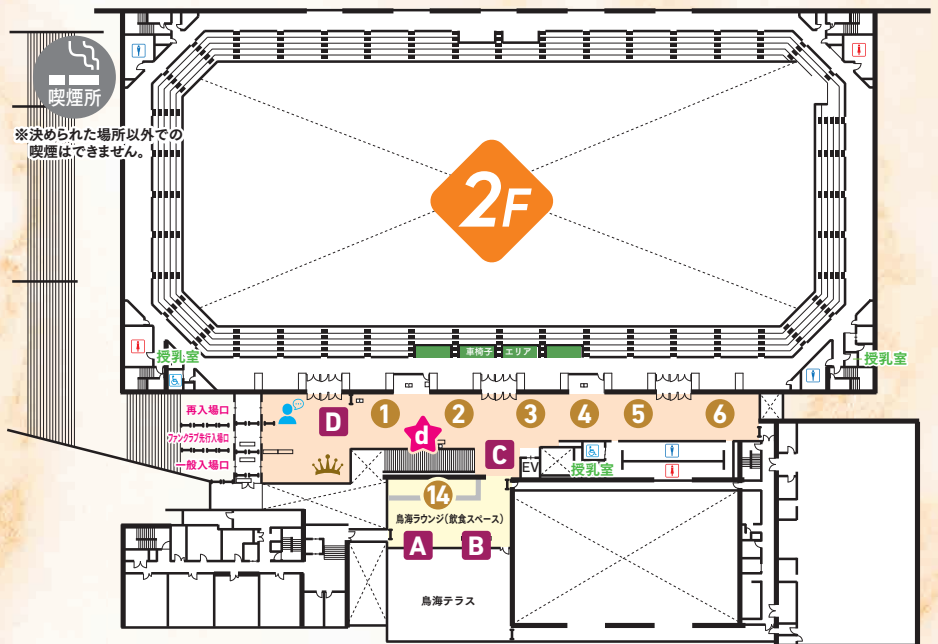 喫煙所
※決められた場所以外での
喫煙はできません。
2F
車椅子 エリア
授乳室
授乳室
再入場口
ファンクラブ先行入場口
一般入場口
D
1
2
3
4
5
6
d
C
EV
授乳室
14
鳥海ラウンジ(飲食スペース)
A
B
鳥海テラス